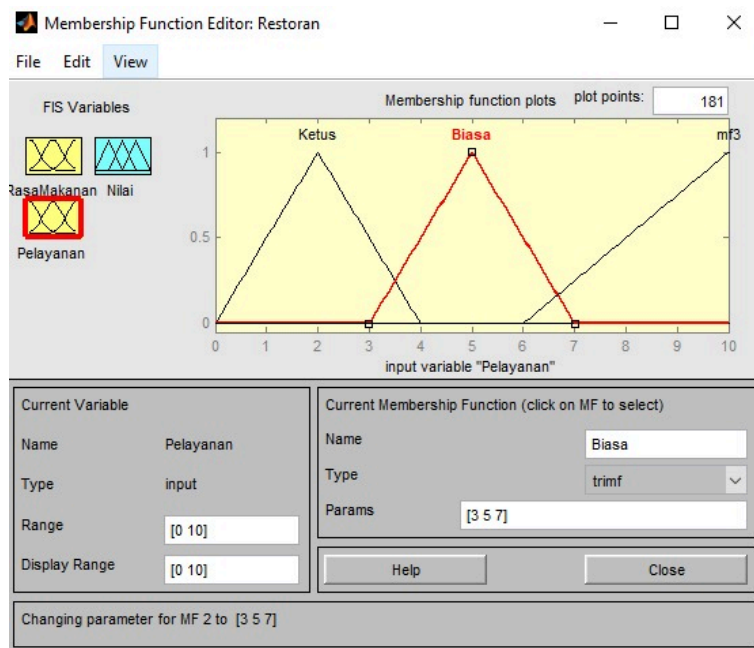 Membership Function Editor: Restoran
File Edit View
FIS Variables
RasaMakanan Nilai
Pelayanan
Membership function plots plot points: 181
Ketus Biasa mf3
1
0.5
0
0 1 2 3 4 5 6 7 8 9 10
input variable "Pelayanan"
Current Variable
Name Pelayanan
Type input
Range [0 10]
Display Range [0 10]
Current Membership Function (click on MF to select)
Name Biasa
Type trimf
Params [3 5 7]
Help Close
Changing parameter for MF 2 to [3 5 7]